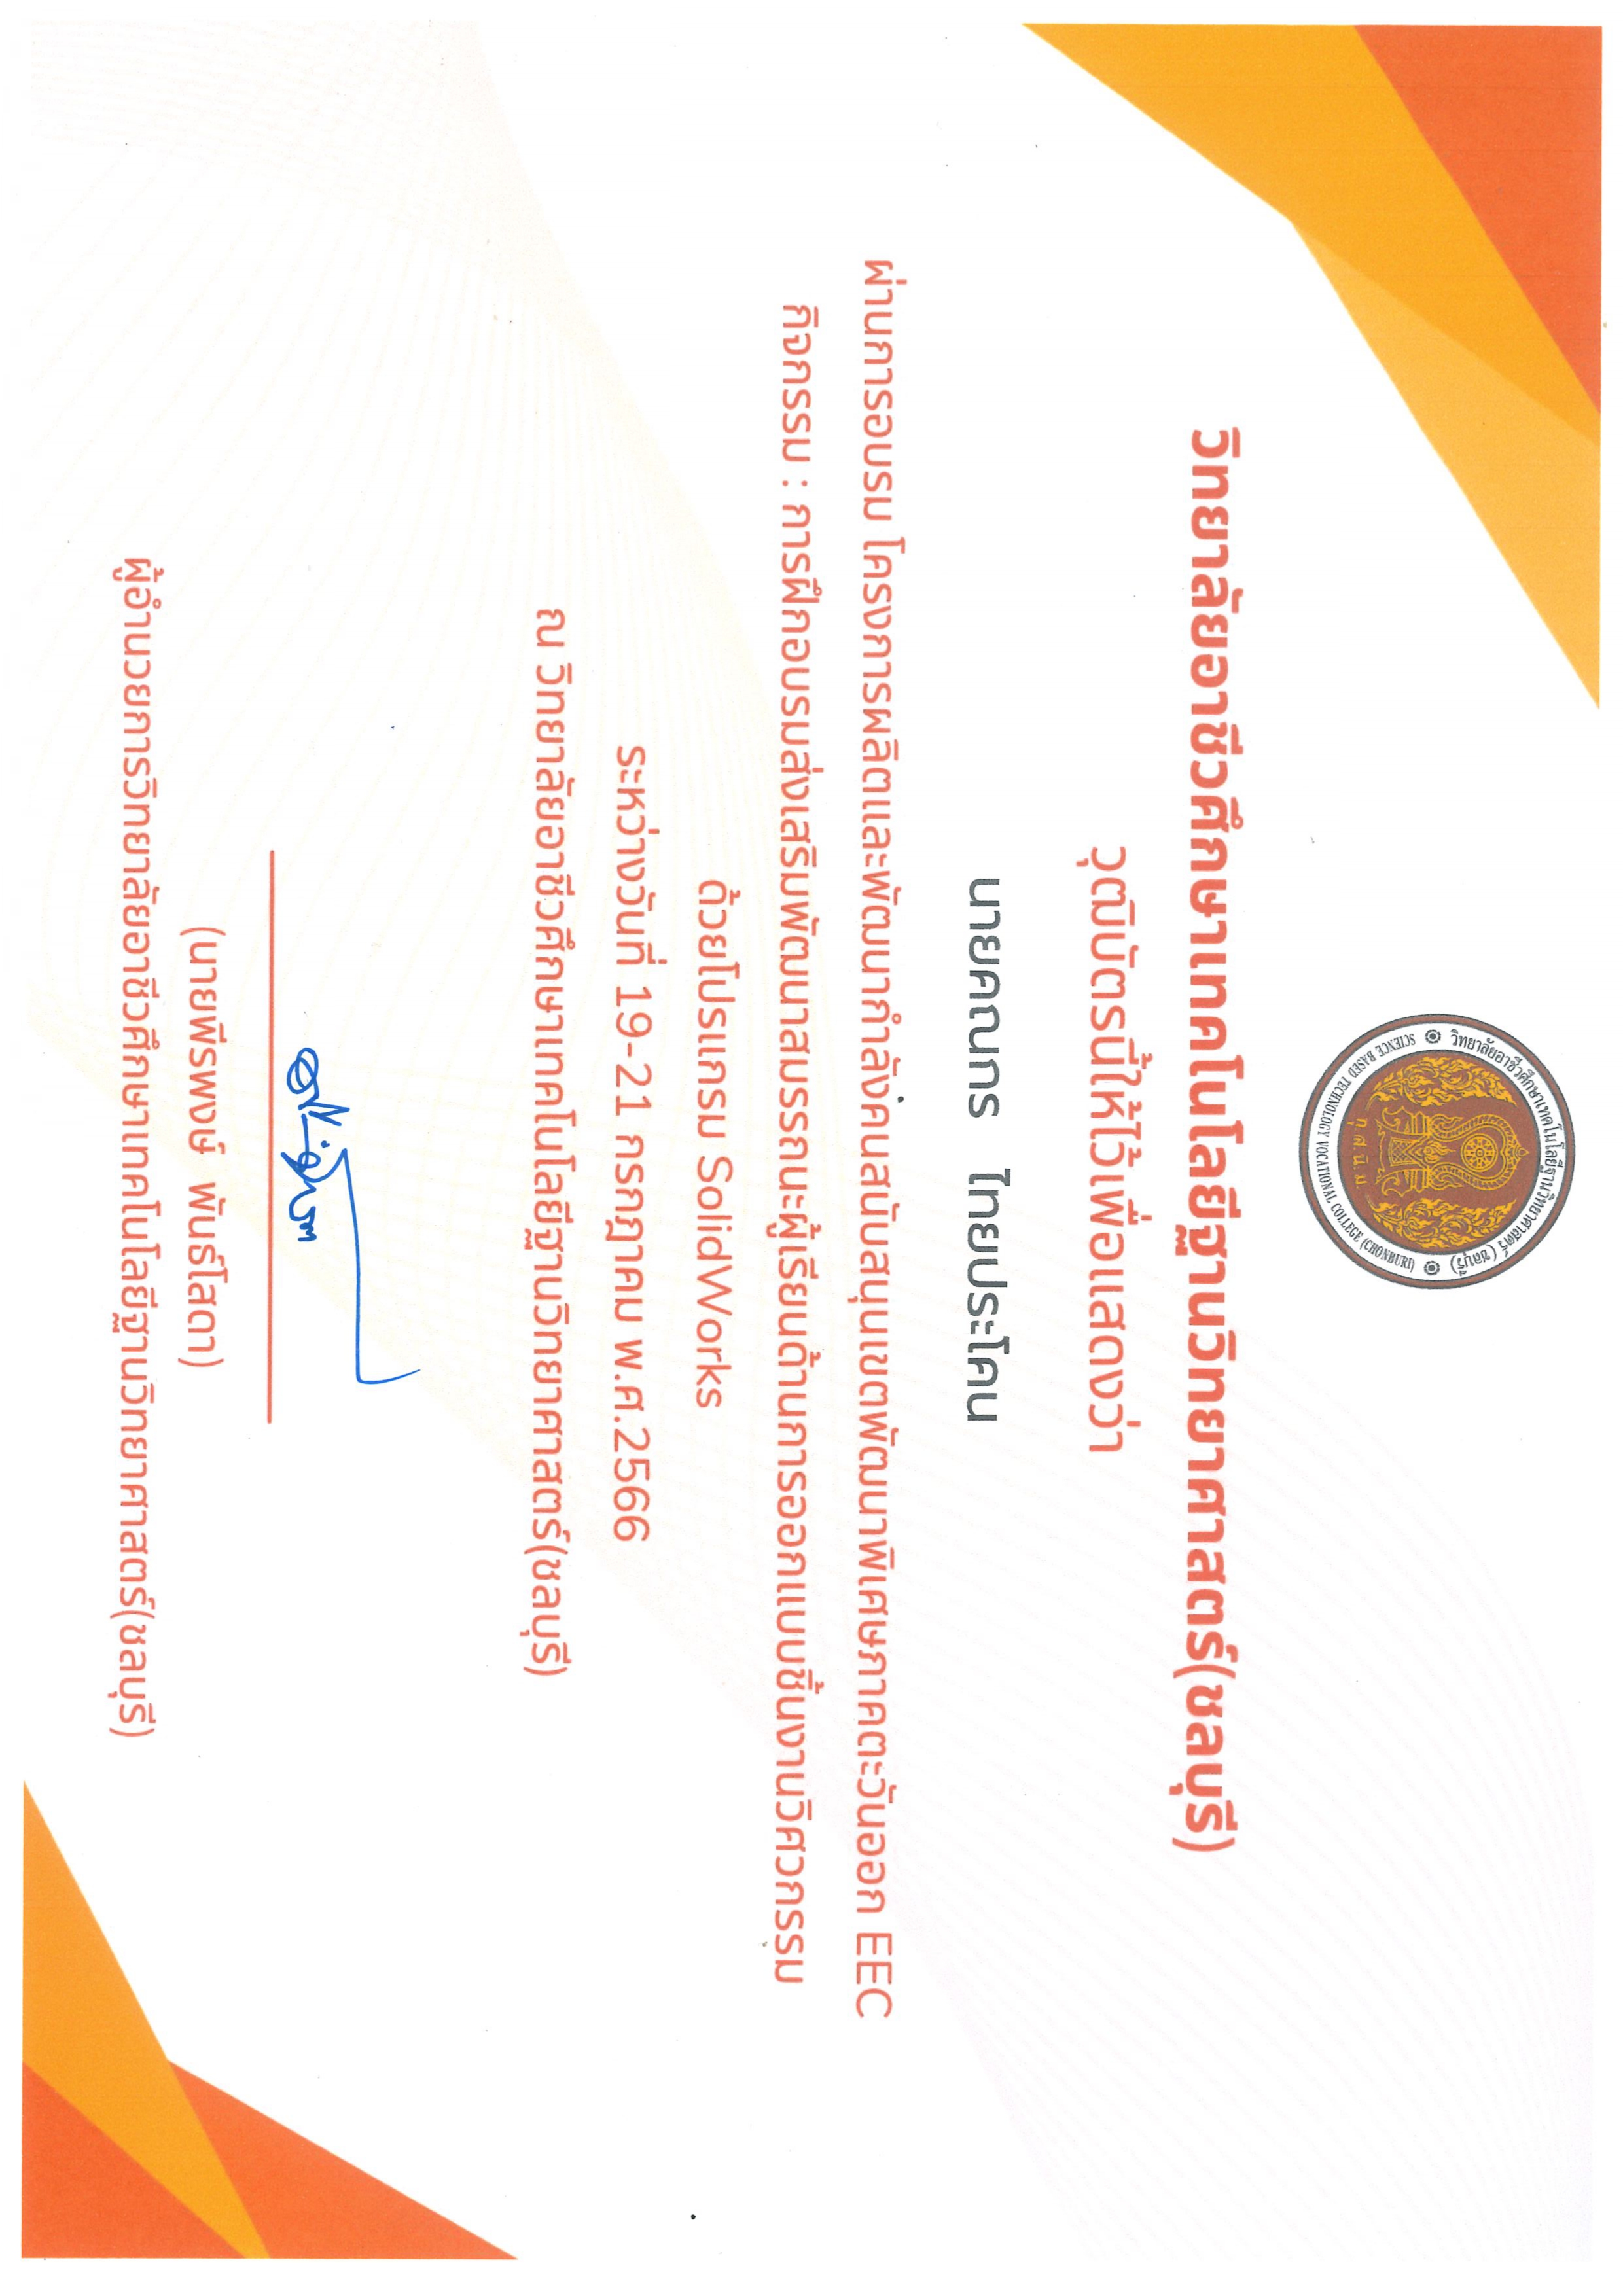 วิทยาลัยอาชีวศึกษาเทคโนโลยีฐานวิทยาศาสตร์ (ชลบุรี)
ทุ. ส. นิ. ม.
SCIENCE BASED TECHNOLOGY VOCATIONAL COLLEGE (CHONBURI)
วิทยาลัยอาชีวศึกษาเทคโนโลยีฐานวิทยาศาสตร์(ชลบุรี)
วุฒิบัตรนี้ให้ไว้เพื่อแสดงว่า
นายคณกร ไทยประโคน
ผ่านการอบรม โครงการผลิตและพัฒนากำลังคนสนับสนุนเขตพัฒนาพิเศษภาคตะวันออก EEC
กิจกรรม : การฝึกอบรมส่งเสริมพัฒนาสมรรถนะผู้เรียนด้านการออกแบบชิ้นงานวิศวกรรม
ด้วยโปรแกรม SolidWorks
ระหว่างวันที่ 19-21 กรกฎาคม พ.ศ.2566
ณ วิทยาลัยอาชีวศึกษาเทคโนโลยีฐานวิทยาศาสตร์(ชลบุรี)
(นายพีรพงษ์ พันธ์โสดา)
ผู้อำนวยการวิทยาลัยอาชีวศึกษาเทคโนโลยีฐานวิทยาศาสตร์(ชลบุรี)